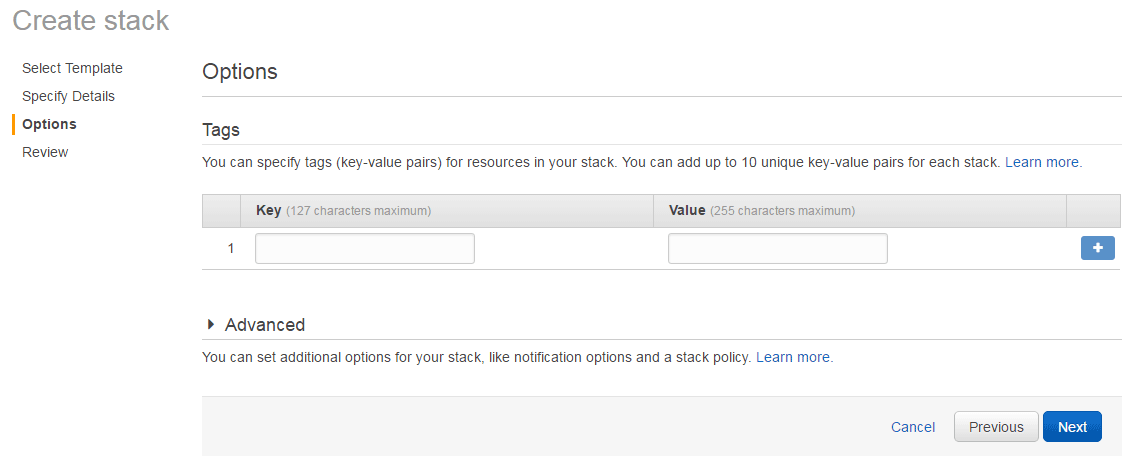 Create stack
Select Template
Specify Details
Options
Review
Options
Tags
You can specify tags (key-value pairs) for resources in your stack. You can add up to 10 unique key-value pairs for each stack. Learn more.
Key (127 characters maximum) Value (255 characters maximum)
1
Advanced
You can set additional options for your stack, like notification options and a stack policy. Learn more.
Cancel Previous Next